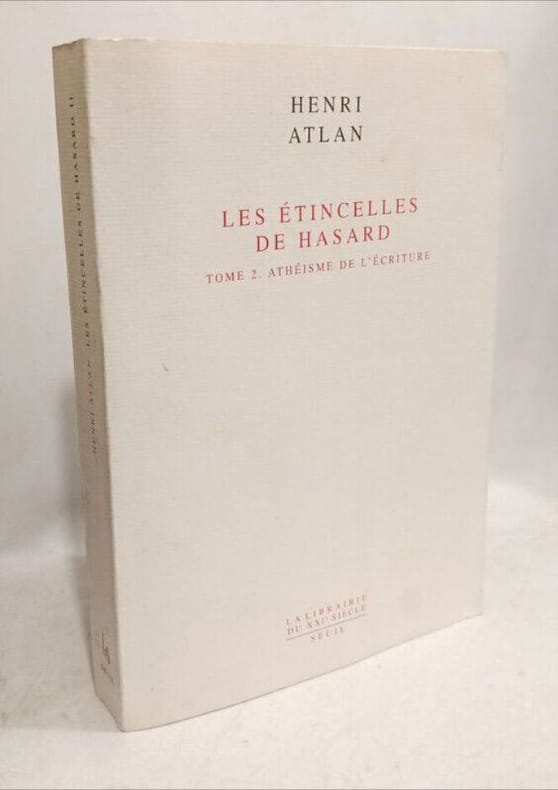 HENRI
ATLAN
LES ÉTINCELLES
DE HASARD
TOME 2. ATHÉISME DE L'ÉCRITURE
LA LIBRAIRIE
DU XXIe SIÈCLE
SEUIL
HENRI ATLAN LES ÉTINCELLES DE HASARD II